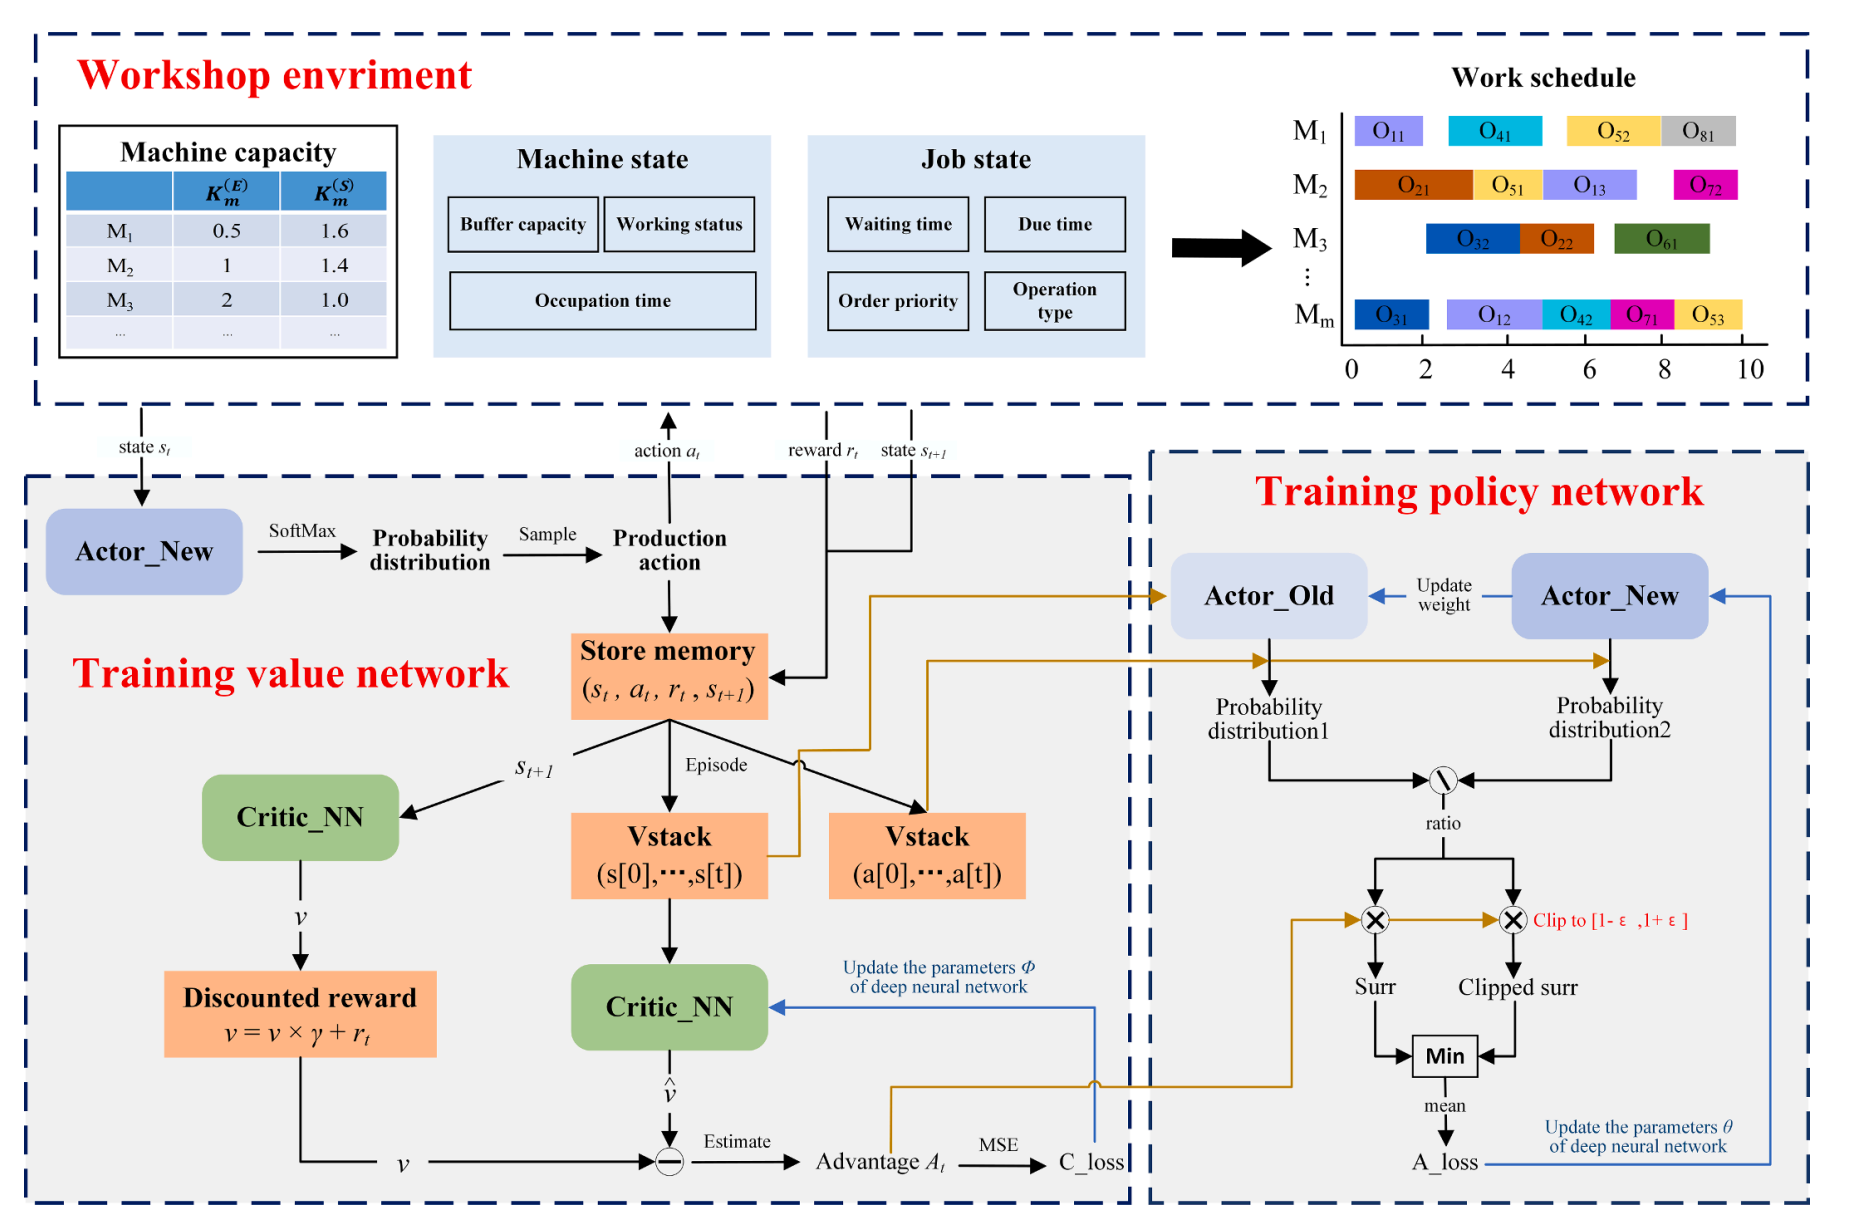 Workshop envriment
Machine capacity
K_m^(E) K_m^(S)
M₁ 0.5 1.6
M₂ 1 1.4
M₃ 2 1.0
... ... ...
Machine state
Buffer capacity Working status
Occupation time
Job state
Waiting time Due time
Order priority Operation
type
Work schedule
M₁ O₁₁ O₄₁ O₅₂ O₈₁
M₂ O₂₁ O₅₁ O₁₃ O₇₂
M₃ O₃₂ O₂₂ O₆₁
⋮
Mₘ O₃₁ O₁₂ O₄₂ O₇₁ O₅₃
0 2 4 6 8 10
state sₜ
action aₜ
reward rₜ
state sₜ₊₁
Training value network
Actor_New
SoftMax
Probability
distribution
Sample
Production
action
Store memory
(sₜ , aₜ , rₜ , sₜ₊₁)
sₜ₊₁
Episode
Critic_NN
Vstack
(s[0],⋯,s[t])
Vstack
(a[0],⋯,a[t])
v
Discounted reward
v = v × γ + rₜ
Critic_NN
Update the parameters Φ
of deep neural network
v̂
v
Estimate
Advantage Aₜ
MSE
C_loss
Training policy network
Actor_Old
Update
weight
Actor_New
Probability
distribution1
Probability
distribution2
ratio
Clip to [1- ε ,1+ ε ]
Surr
Clipped surr
Min
mean
A_loss
Update the parameters θ
of deep neural network